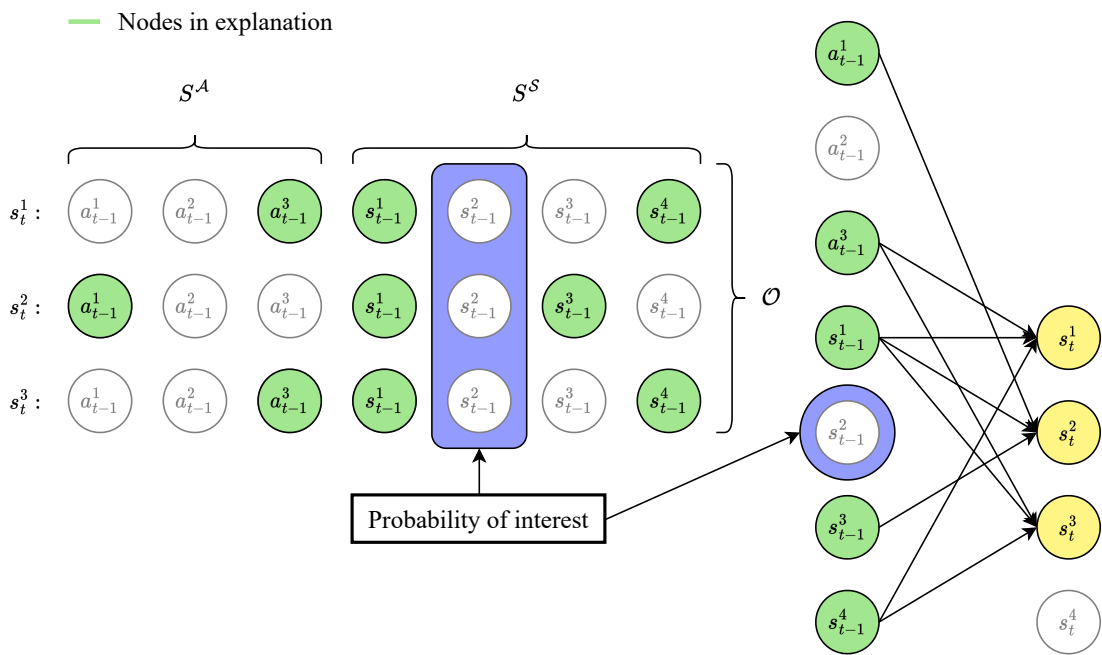 Nodes in explanation
S^𝒜 S^𝒮
s_t^1 : a_{t-1}^1 a_{t-1}^2 a_{t-1}^3 s_{t-1}^1 s_{t-1}^2 s_{t-1}^3 s_{t-1}^4
s_t^2 : a_{t-1}^1 a_{t-1}^2 a_{t-1}^3 s_{t-1}^1 s_{t-1}^2 s_{t-1}^3 s_{t-1}^4
s_t^3 : a_{t-1}^1 a_{t-1}^2 a_{t-1}^3 s_{t-1}^1 s_{t-1}^2 s_{t-1}^3 s_{t-1}^4
𝒪
Probability of interest
a_{t-1}^1
a_{t-1}^2
a_{t-1}^3
s_{t-1}^1
s_{t-1}^2
s_{t-1}^3
s_{t-1}^4
s_t^1
s_t^2
s_t^3
s_t^4